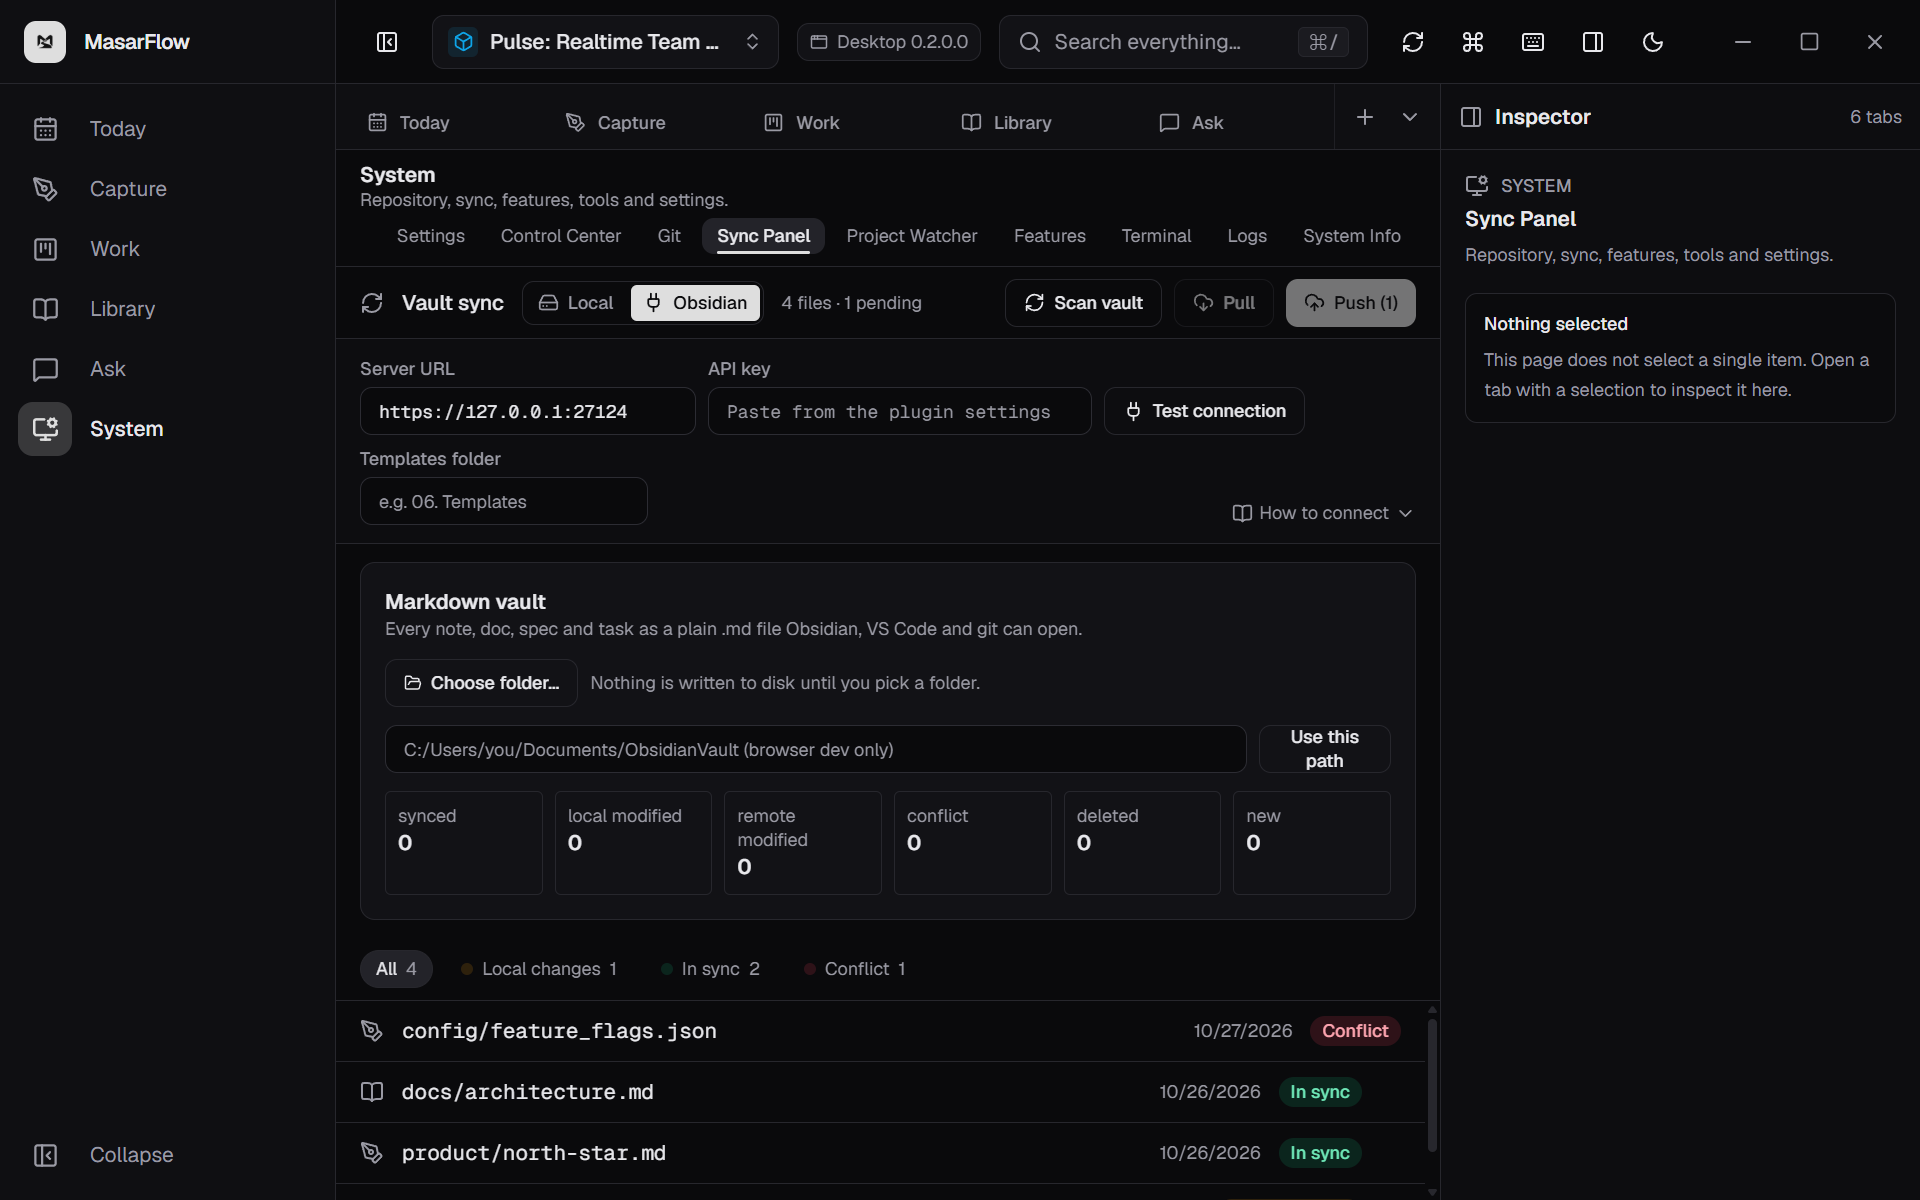 MasarFlow
Pulse: Realtime Team ...
Desktop 0.2.0.0
Search everything...
⌘/
Today
Capture
Work
Library
Ask
System
Collapse
Today
Capture
Work
Library
Ask
System
Repository, sync, features, tools and settings.
Settings
Control Center
Git
Sync Panel
Project Watcher
Features
Terminal
Logs
System Info
Vault sync
Local
Obsidian
4 files · 1 pending
Scan vault
Pull
Push (1)
Server URL
https://127.0.0.1:27124
API key
Paste from the plugin settings
Test connection
Templates folder
e.g. 06. Templates
How to connect
Markdown vault
Every note, doc, spec and task as a plain .md file Obsidian, VS Code and git can open.
Choose folder...
Nothing is written to disk until you pick a folder.
C:/Users/you/Documents/ObsidianVault (browser dev only)
Use this
path
synced
0
local modified
0
remote
modified
0
conflict
0
deleted
0
new
0
All 4
Local changes 1
In sync 2
Conflict 1
config/feature_flags.json
10/27/2026
Conflict
docs/architecture.md
10/26/2026
In sync
product/north-star.md
10/26/2026
In sync
Inspector
6 tabs
SYSTEM
Sync Panel
Repository, sync, features, tools and settings.
Nothing selected
This page does not select a single item. Open a
tab with a selection to inspect it here.